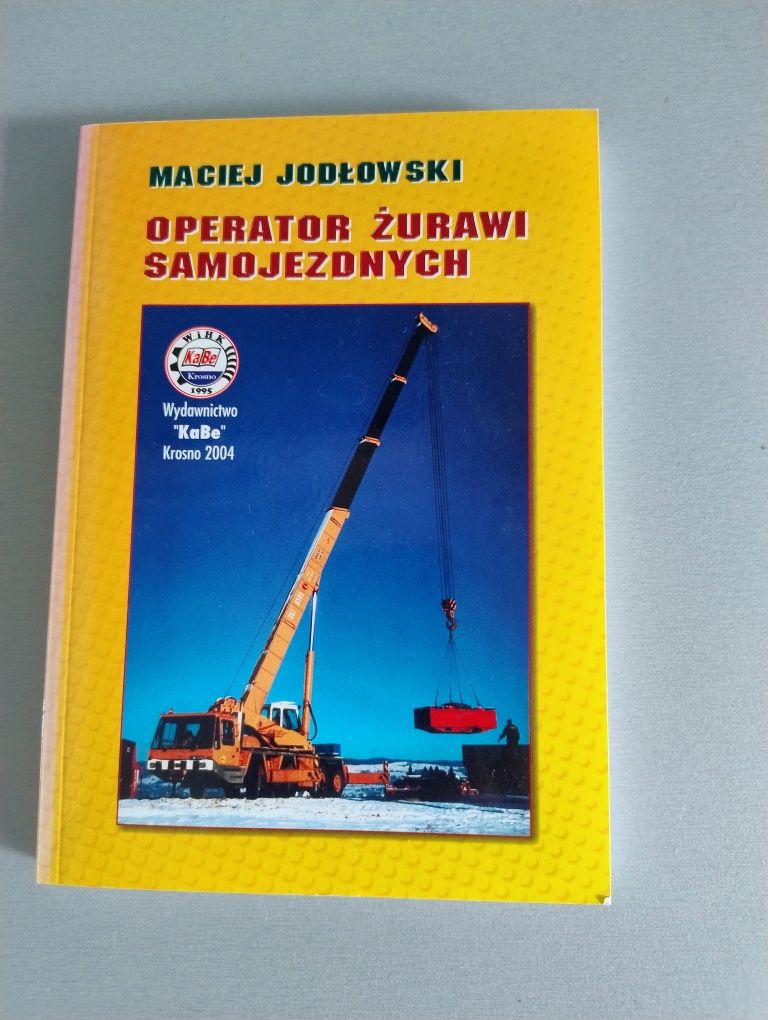 MACIEJ JODŁOWSKI
OPERATOR ŻURAWI
SAMOJEZDNYCH
WiHK
KaBe
Krosno
1995
Wydawnictwo
"KaBe"
Krosno 2004